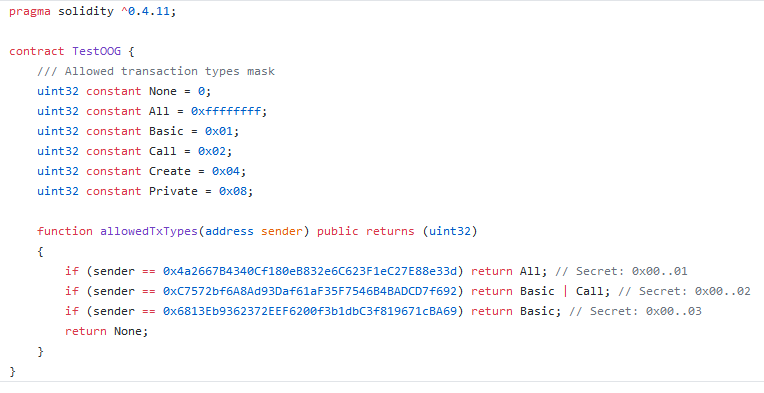 pragma solidity ^0.4.11;
contract TestOOG {
/// Allowed transaction types mask
uint32 constant None = 0;
uint32 constant All = 0xffffffff;
uint32 constant Basic = 0x01;
uint32 constant Call = 0x02;
uint32 constant Create = 0x04;
uint32 constant Private = 0x08;
function allowedTxTypes(address sender) public returns (uint32)
{
if (sender == 0x4a2667B4340Cf180eB832e6C623F1eC27E88e33d) return All; // Secret: 0x00..01
if (sender == 0xC7572bf6A8Ad93Daf61aF35F7546B4BADCD7f692) return Basic | Call; // Secret: 0x00..02
if (sender == 0x6813Eb9362372EEF6200f3b1dbC3f819671cBA69) return Basic; // Secret: 0x00..03
return None;
}
}